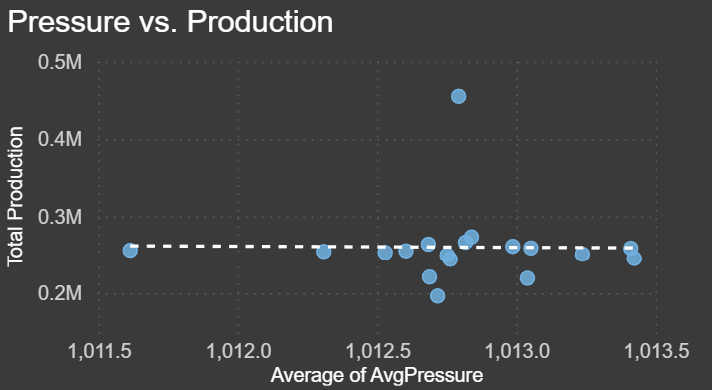 Pressure vs. Production
Total Production
0.5M
0.4M
0.3M
0.2M
1,011.5 1,012.0 1,012.5 1,013.0 1,013.5
Average of AvgPressure